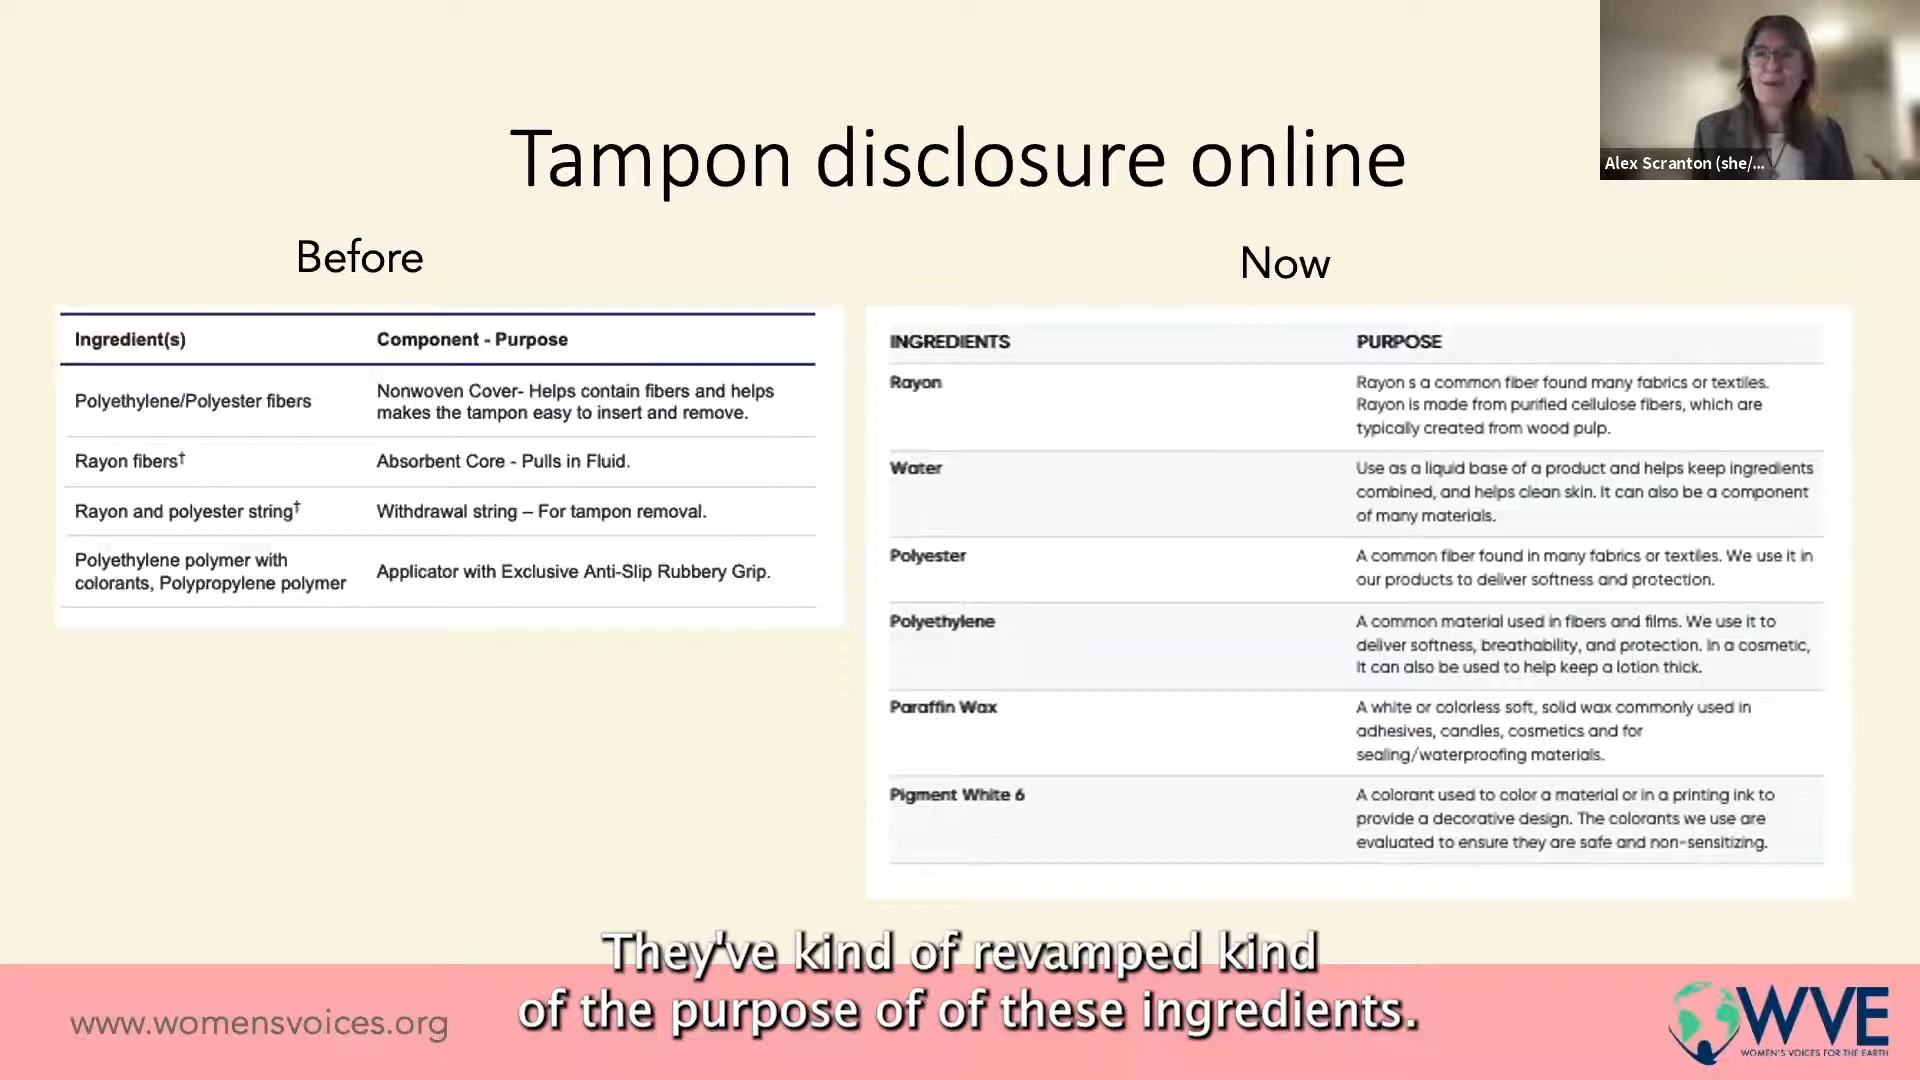 Alex Scranton (she/...
Tampon disclosure online
Before
Ingredient(s) Component - Purpose
Polyethylene/Polyester fibers Nonwoven Cover- Helps contain fibers and helps
makes the tampon easy to insert and remove.
Rayon fibers† Absorbent Core - Pulls in Fluid.
Rayon and polyester string† Withdrawal string – For tampon removal.
Polyethylene polymer with
colorants, Polypropylene polymer Applicator with Exclusive Anti-Slip Rubbery Grip.
Now
INGREDIENTS PURPOSE
Rayon Rayon s a common fiber found many fabrics or textiles.
Rayon is made from purified cellulose fibers, which are
typically created from wood pulp.
Water Use as a liquid base of a product and helps keep ingredients
combined, and helps clean skin. It can also be a component
of many materials.
Polyester A common fiber found in many fabrics or textiles. We use it in
our products to deliver softness and protection.
Polyethylene A common material used in fibers and films. We use it to
deliver softness, breathability, and protection. In a cosmetic,
it can also be used to help keep a lotion thick.
Paraffin Wax A white or colorless soft, solid wax commonly used in
adhesives, candles, cosmetics and for
sealing/waterproofing materials.
Pigment White 6 A colorant used to color a material or in a printing ink to
provide a decorative design. The colorants we use are
evaluated to ensure they are safe and non-sensitizing.
They've kind of revamped kind
of the purpose of of these ingredients.
www.womensvoices.org
WVE
WOMEN'S VOICES FOR THE EARTH